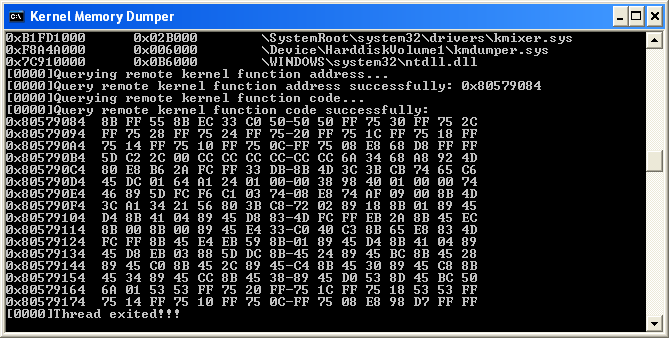 Kernel Memory Dumper
0xB1FD1000      0x02B000        \SystemRoot\system32\drivers\kmixer.sys
0xF8A4A000      0x006000        \Device\HarddiskVolume1\kmdumper.sys
0x7C910000      0x0B6000        \WINDOWS\system32\ntdll.dll
[0000]Querying remote kernel function address...
[0000]Query remote kernel function address successfully: 0x80579084
[0000]Querying remote kernel function code...
[0000]Query remote kernel function code successfully:
0x80579084  8B FF 55 8B EC 33 C0 50-50 50 FF 75 30 FF 75 2C
0x80579094  FF 75 28 FF 75 24 FF 75-20 FF 75 1C FF 75 18 FF
0x805790A4  75 14 FF 75 10 FF 75 0C-FF 75 08 E8 68 D8 FF FF
0x805790B4  5D C2 2C 00 CC CC CC CC-CC CC 6A 34 68 A8 92 4D
0x805790C4  80 E8 B6 2A FC FF 33 DB-8B 4D 3C 3B CB 74 65 C6
0x805790D4  45 DC 01 64 A1 24 01 00-00 38 98 40 01 00 00 74
0x805790E4  46 89 5D FC F6 C1 03 74-08 E8 74 AF 09 00 8B 4D
0x805790F4  3C A1 34 21 56 80 3B C8-72 02 89 18 8B 01 89 45
0x80579104  D4 8B 41 04 89 45 D8 83-4D FC FF EB 2A 8B 45 EC
0x80579114  8B 00 8B 00 89 45 E4 33-C0 40 C3 8B 65 E8 83 4D
0x80579124  FC FF 8B 45 E4 EB 59 8B-01 89 45 D4 8B 41 04 89
0x80579134  45 D8 EB 03 88 5D DC 8B-45 24 89 45 BC 8B 45 28
0x80579144  89 45 C0 8B 45 2C 89 45-C4 8B 45 30 89 45 C8 8B
0x80579154  45 34 89 45 CC 8B 45 38-89 45 D0 53 8D 45 BC 50
0x80579164  6A 01 53 53 FF 75 20 FF-75 1C FF 75 18 53 53 FF
0x80579174  75 14 FF 75 10 FF 75 0C-FF 75 08 E8 98 D7 FF FF
[0000]Thread exited!!!